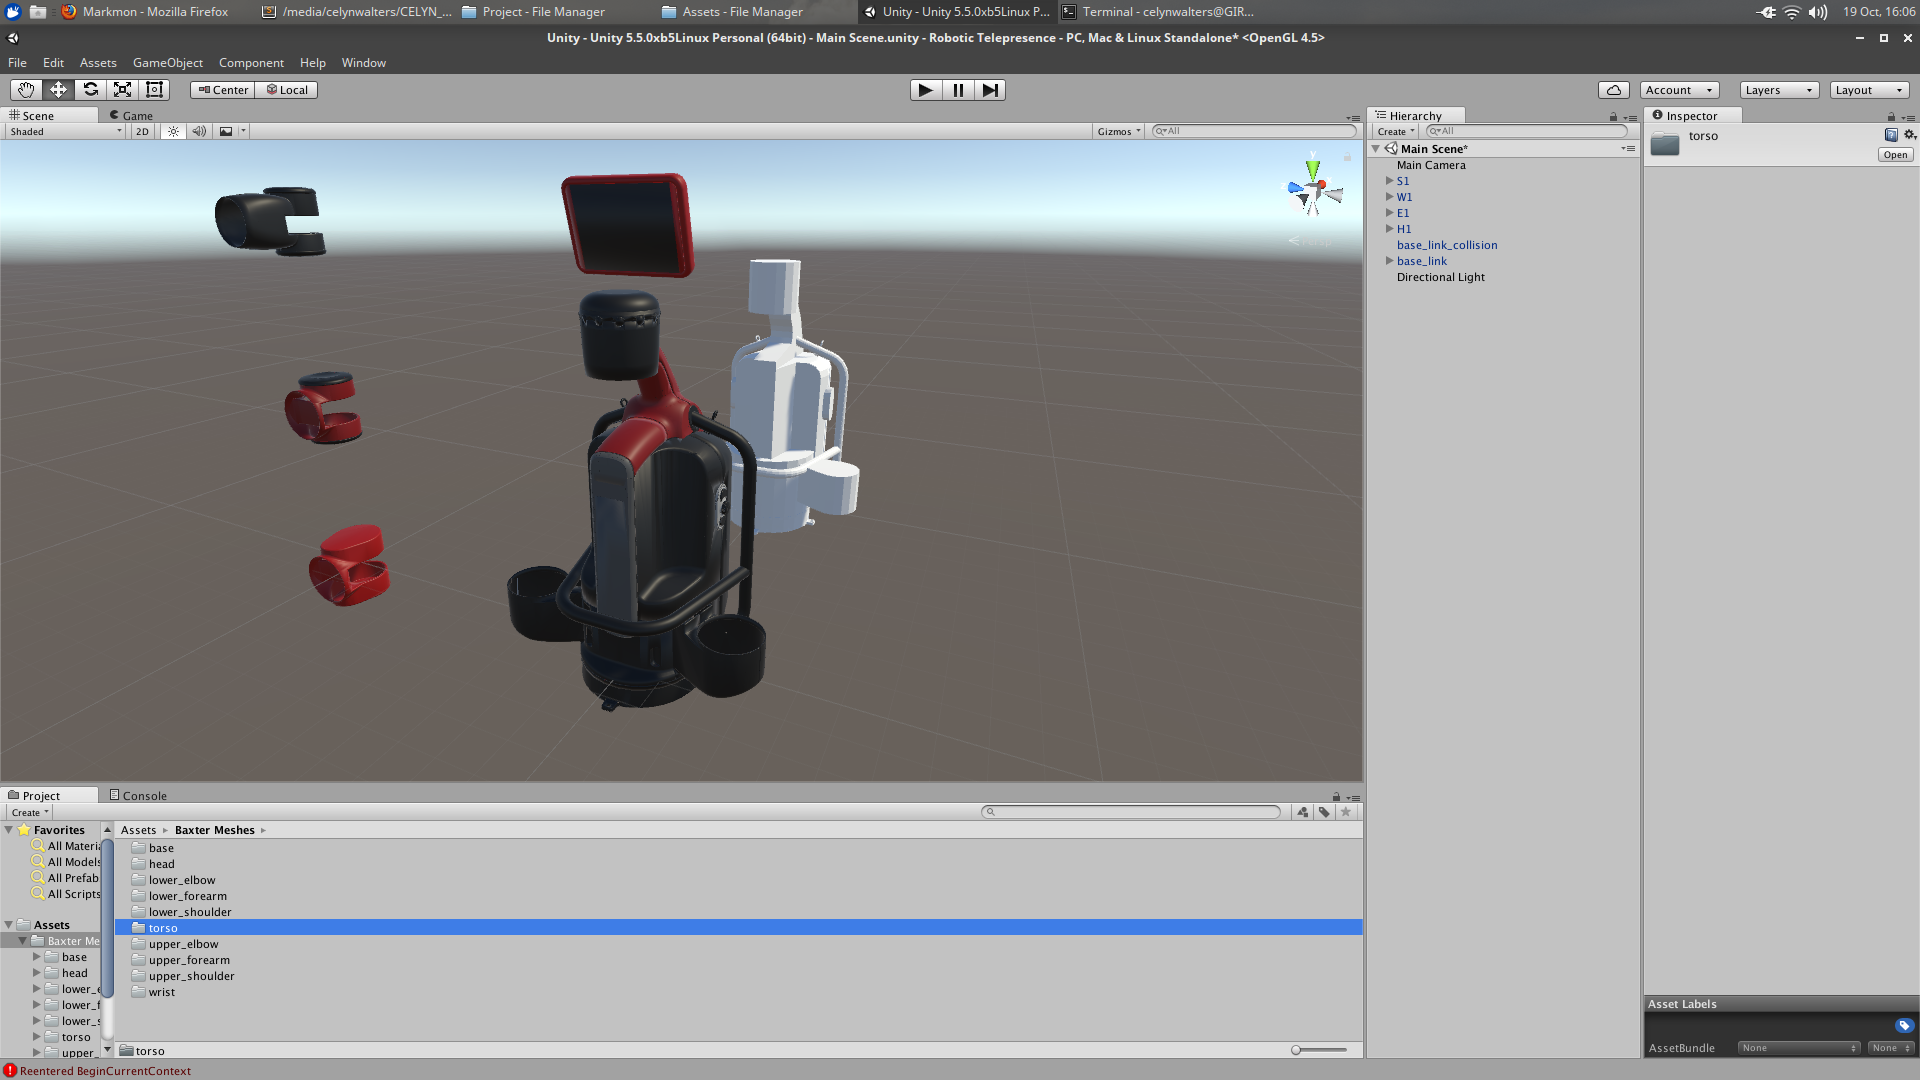 Markmon - Mozilla Firefox /media/celynwalters/CELYN_... Project - File Manager Assets - File Manager Unity - Unity 5.5.0xb5Linux P... Terminal - celynwalters@GIR... 19 Oct, 16:06
Unity - Unity 5.5.0xb5Linux Personal (64bit) - Main Scene.unity - Robotic Telepresence - PC, Mac & Linux Standalone* <OpenGL 4.5>
File Edit Assets GameObject Component Help Window
Center Local Account Layers Layout
Scene Game Hierarchy Inspector
Shaded 2D Gizmos All Create All
torso
Open
Main Scene*
Main Camera
S1
W1
E1
H1
base_link_collision
base_link
Directional Light
y
z
Persp
Project Console
Create
Favorites
All Materia
All Models
All Prefab
All Scripts
Assets
Baxter Me
base
head
lower_e
lower_f
lower_s
torso
upper_
Assets Baxter Meshes
base
head
lower_elbow
lower_forearm
lower_shoulder
torso
upper_elbow
upper_forearm
upper_shoulder
wrist
torso
Asset Labels
AssetBundle None None
Reentered BeginCurrentContext